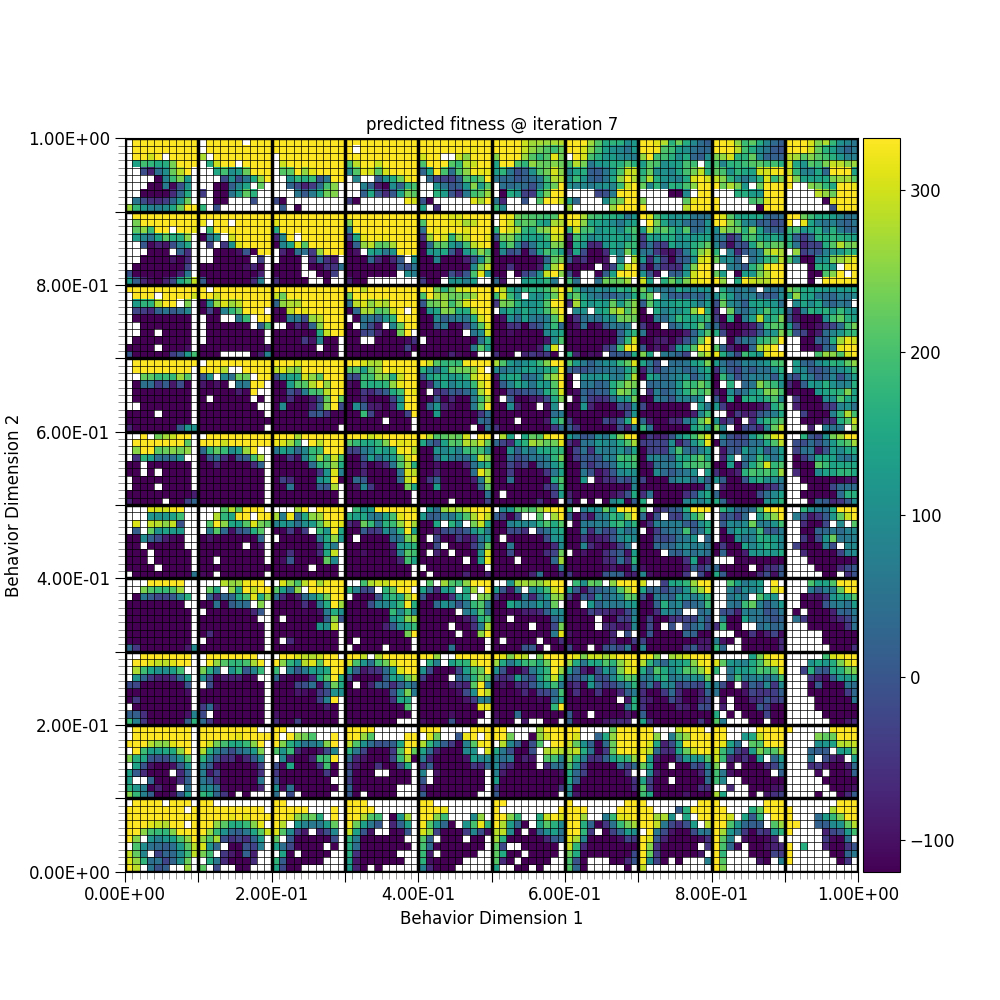 predicted fitness @ iteration 7
1.00E+00
8.00E-01
6.00E-01
4.00E-01
2.00E-01
0.00E+00
Behavior Dimension 2
0.00E+00 2.00E-01 4.00E-01 6.00E-01 8.00E-01 1.00E+00
Behavior Dimension 1
300
200
100
0
−100